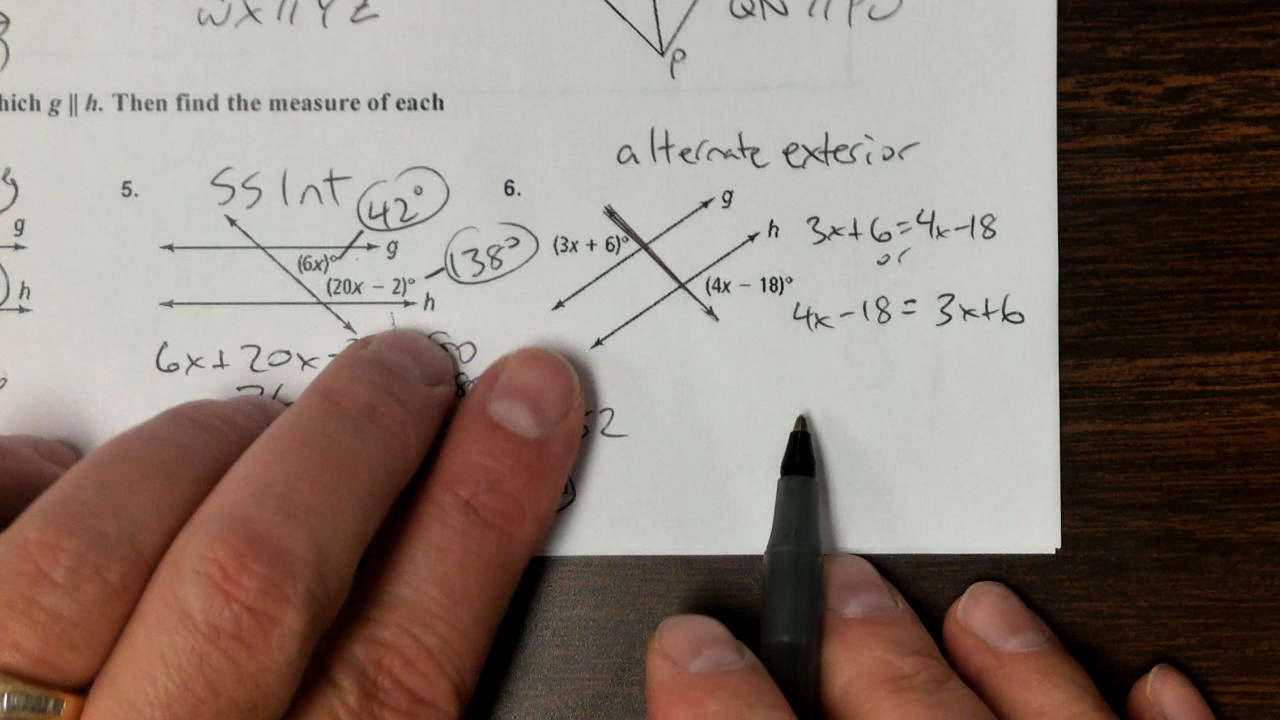 WX // YZ
QN // PO
P
hich g || h. Then find the measure of each
g
h
5. SS Int 42°
g
(6x)°
138°
(20x − 2)°
h
6x + 20x -
52
alternate exterior
6.
g
h
(3x + 6)°
(4x − 18)°
3x+6=4x-18
or
4x-18 = 3x+6